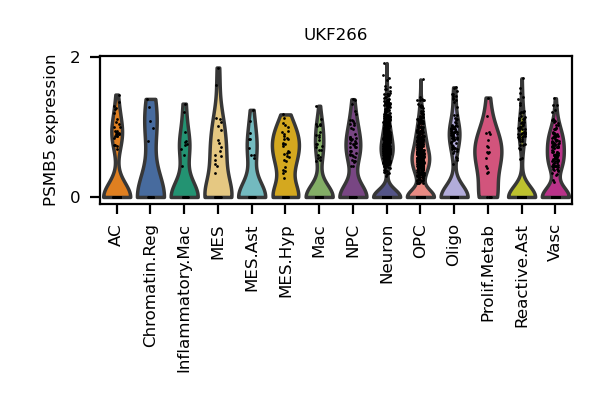 UKF266
PSMB5 expression
2
0
AC
Chromatin.Reg
Inflammatory.Mac
MES
MES.Ast
MES.Hyp
Mac
NPC
Neuron
OPC
Oligo
Prolif.Metab
Reactive.Ast
Vasc